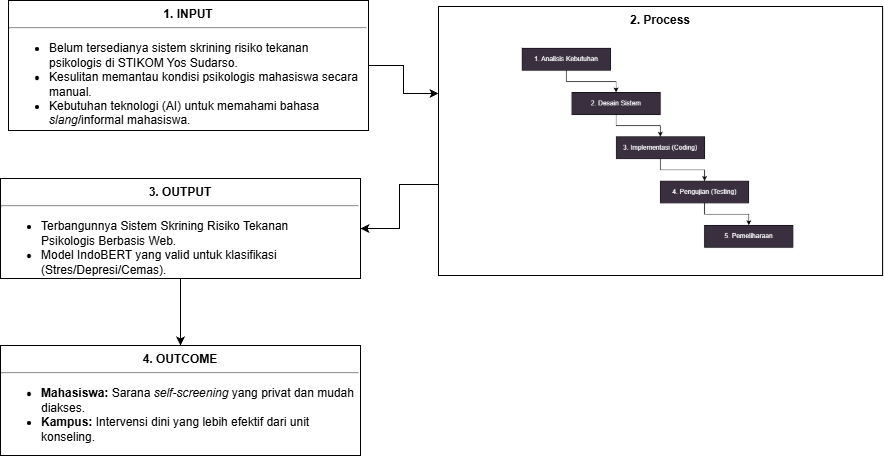 1. INPUT
• Belum tersedianya sistem skrining risiko tekanan
psikologis di STIKOM Yos Sudarso.
• Kesulitan memantau kondisi psikologis mahasiswa secara
manual.
• Kebutuhan teknologi (AI) untuk memahami bahasa
slang/informal mahasiswa.
2. Process
1. Analisis Kebutuhan
2. Desain Sistem
3. Implementasi (Coding)
4. Pengujian (Testing)
5. Pemeliharaan
3. OUTPUT
• Terbangunnya Sistem Skrining Risiko Tekanan
Psikologis Berbasis Web.
• Model IndoBERT yang valid untuk klasifikasi
(Stres/Depresi/Cemas).
4. OUTCOME
• Mahasiswa: Sarana self-screening yang privat dan mudah
diakses.
• Kampus: Intervensi dini yang lebih efektif dari unit
konseling.